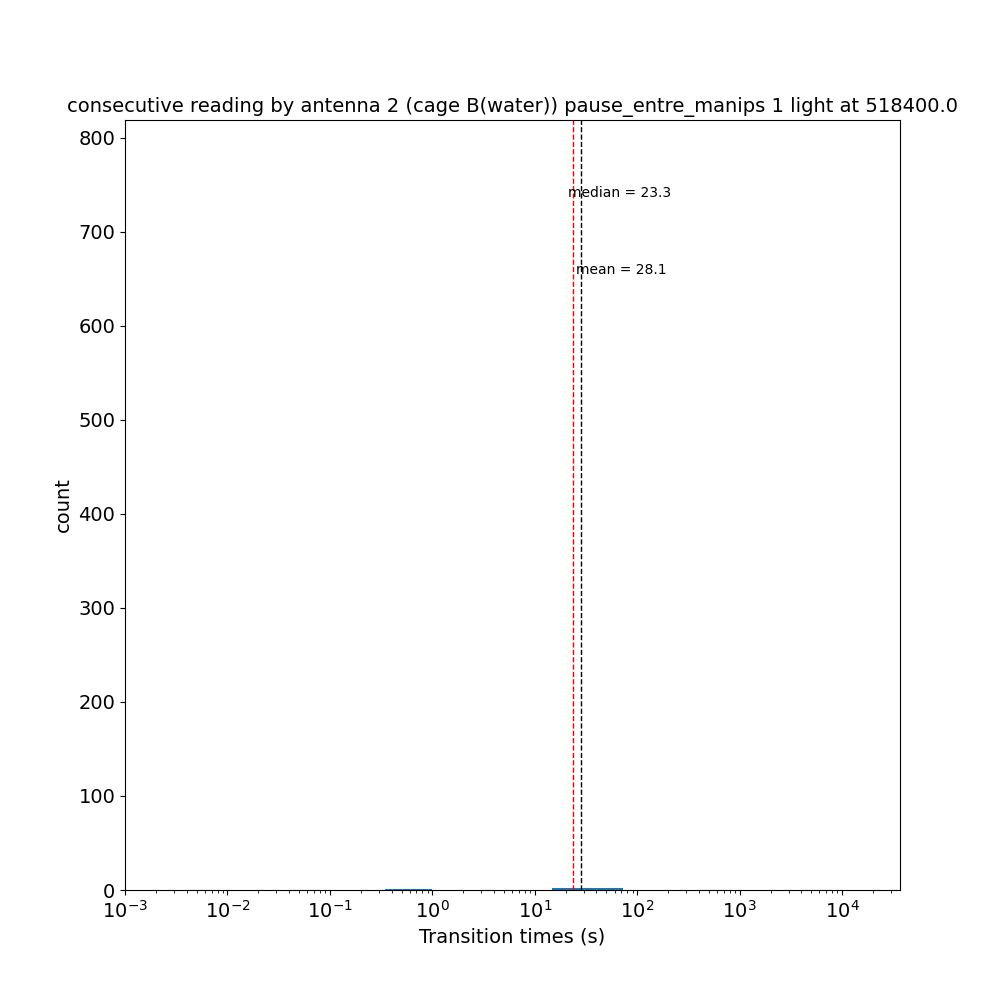 consecutive reading by antenna 2 (cage B(water)) pause_entre_manips 1 light at 518400.0
800
median = 23.3
700
mean = 28.1
600
500
count
400
300
200
100
0
10⁻³ 10⁻² 10⁻¹ 10⁰ 10¹ 10² 10³ 10⁴
Transition times (s)